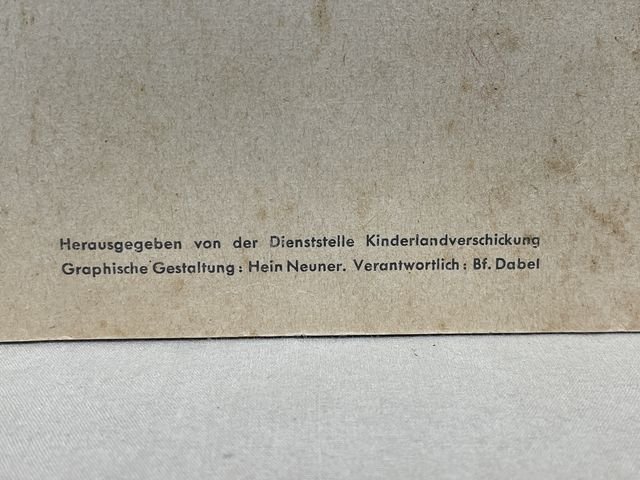 Herausgegeben von der Dienststelle Kinderlandverschickung
Graphische Gestaltung: Hein Neuner. Verantwortlich: Bf. Dabel